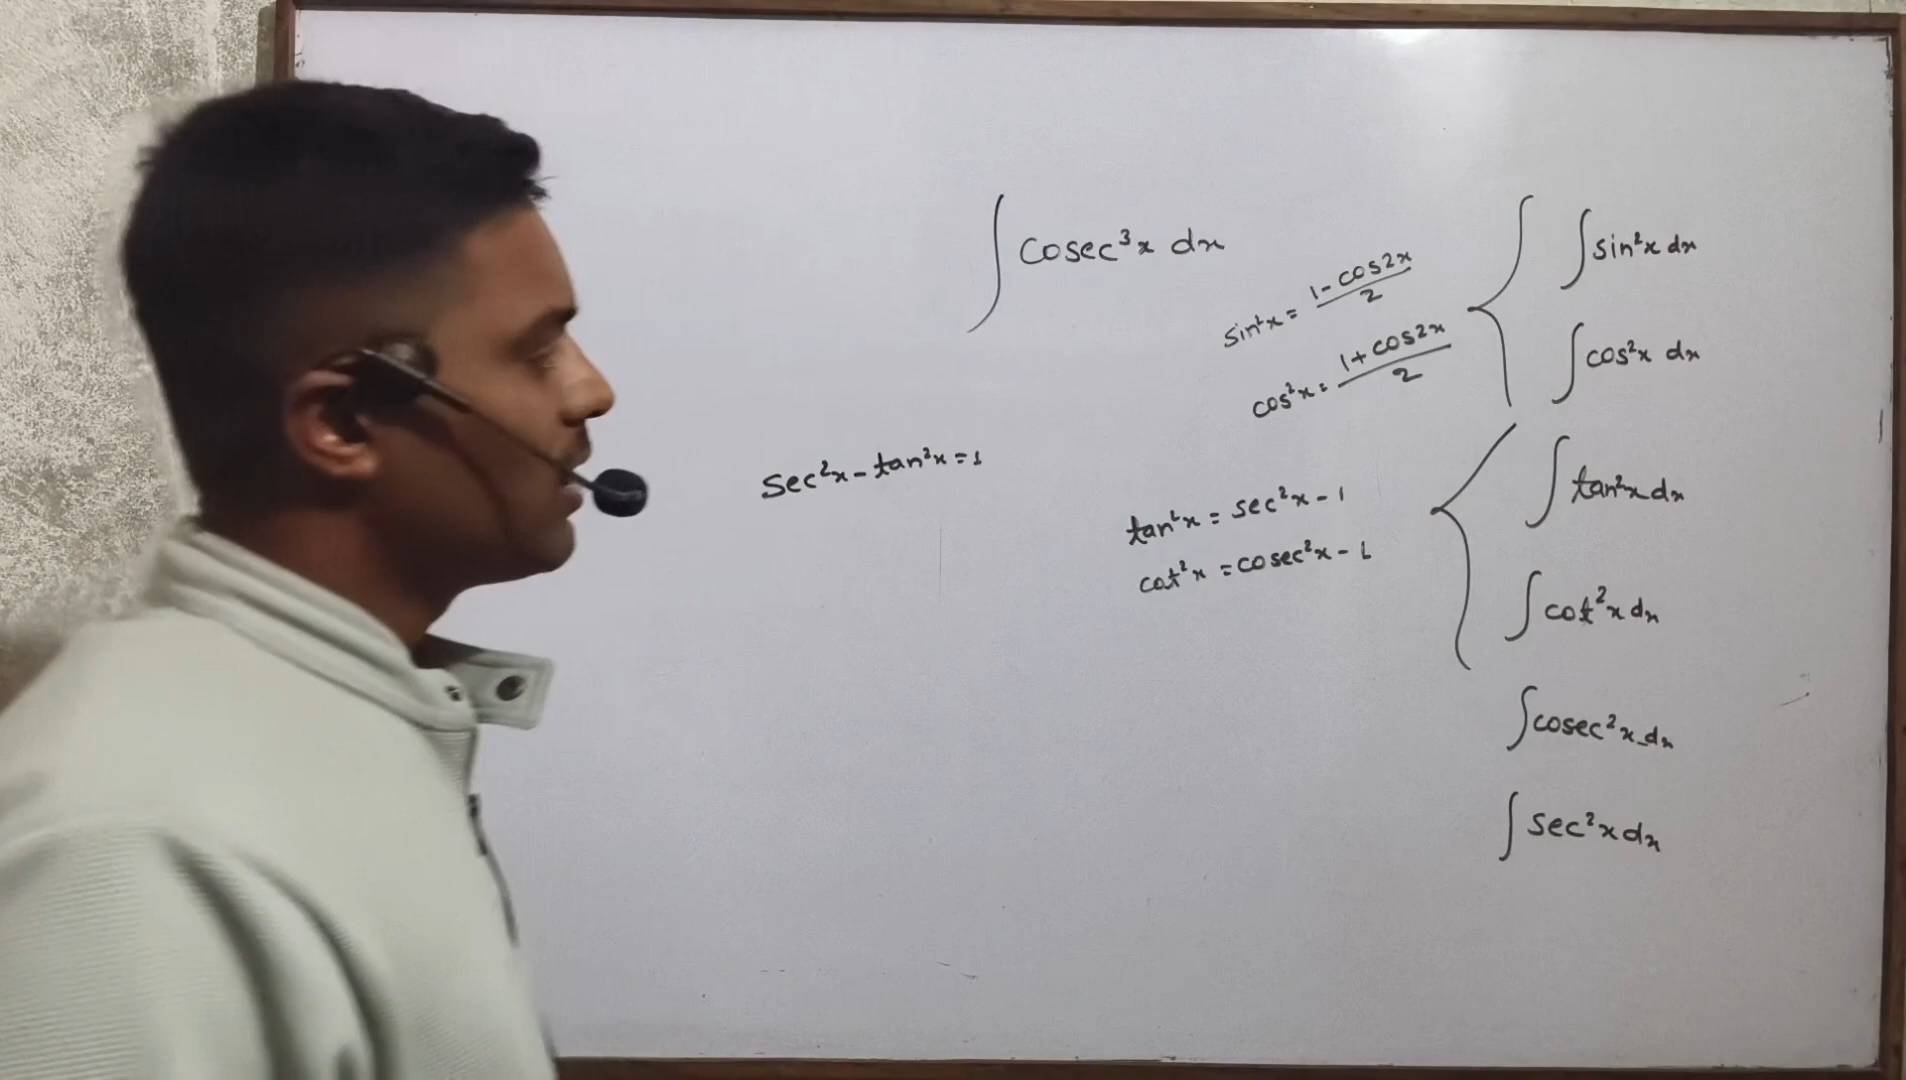 ∫ Cosec³x dx
sin²x = (1 - cos2x)/2
cos²x = (1 + cos2x)/2
sec²x - tan²x = 1
tan²x = sec²x - 1
cot²x = cosec²x - 1
∫ sin²x dx
∫ cos²x dx
∫ tan²x dx
∫ cot²x dx
∫ cosec²x dx
∫ sec²x dx